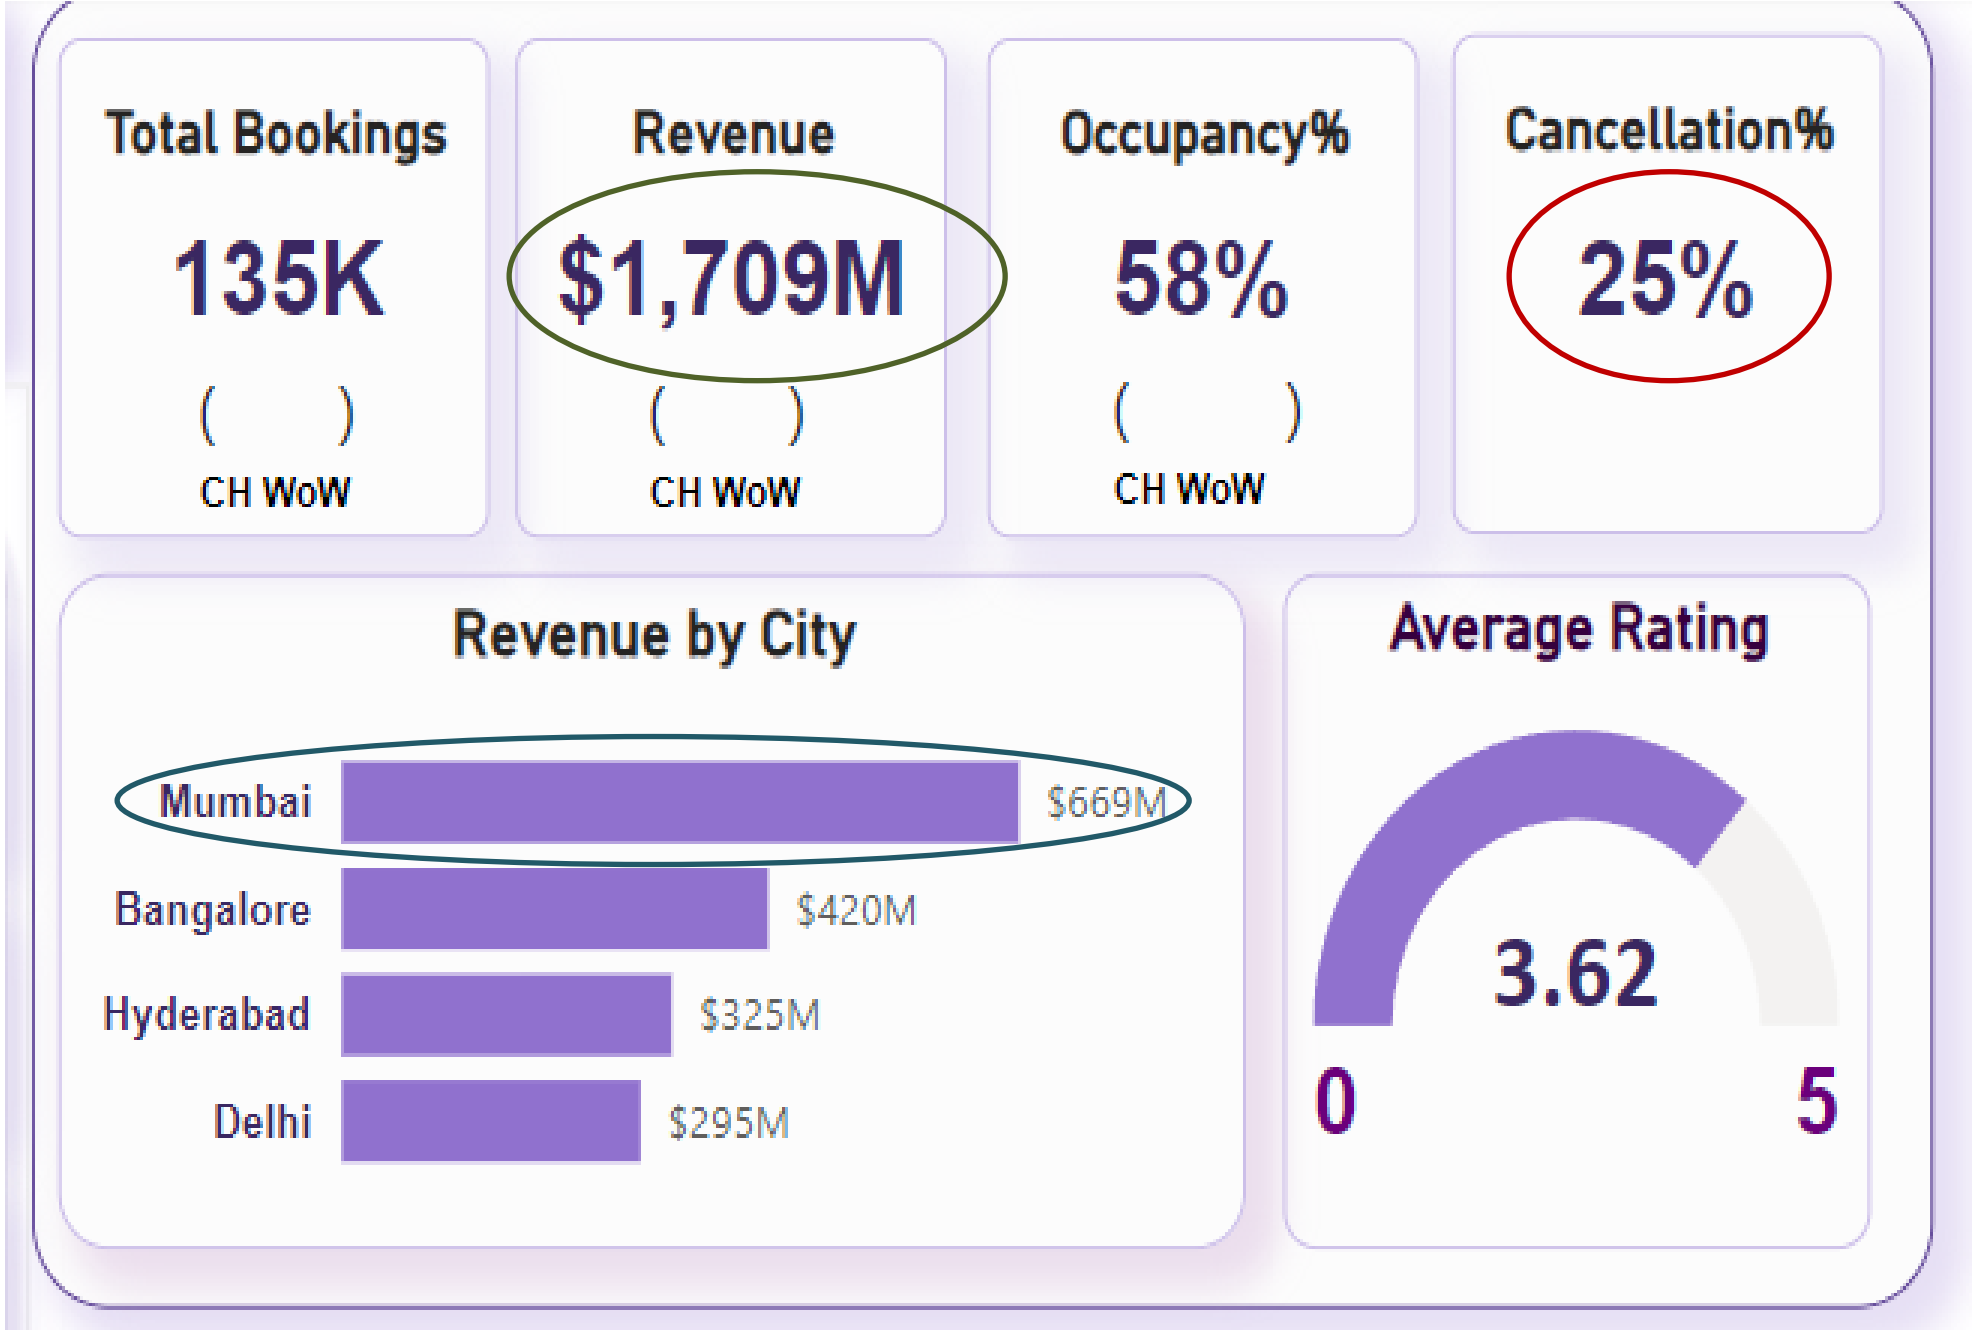 Total Bookings
135K
( )
CH WoW
Revenue
$1,709M
( )
CH WoW
Occupancy%
58%
( )
CH WoW
Cancellation%
25%
Revenue by City
Mumbai $669M
Bangalore $420M
Hyderabad $325M
Delhi $295M
Average Rating
3.62
0 5